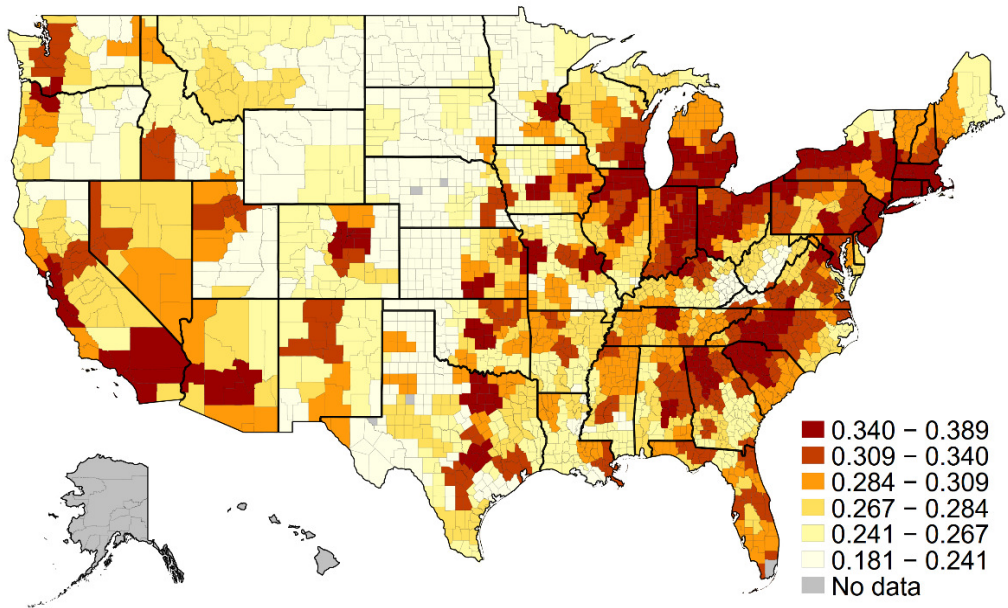 0.340 – 0.389
0.309 – 0.340
0.284 – 0.309
0.267 – 0.284
0.241 – 0.267
0.181 – 0.241
No data